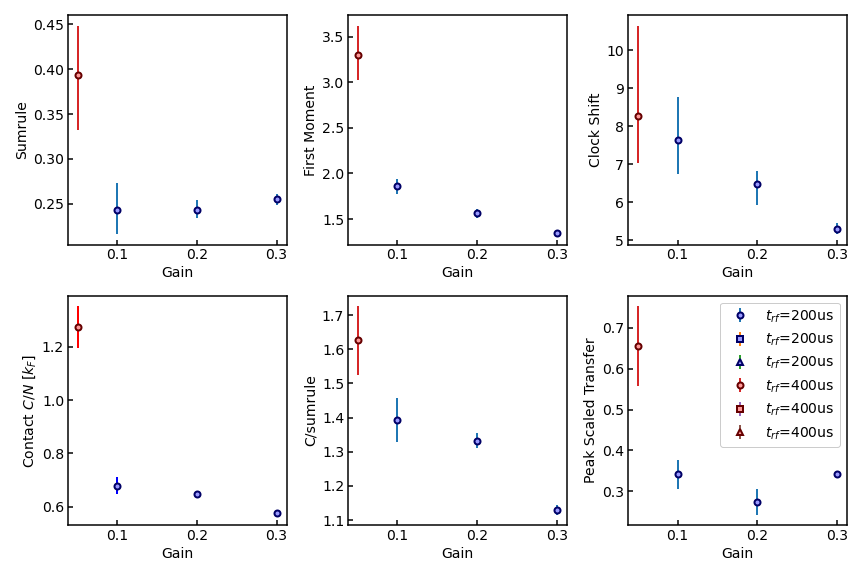 0.45
0.40
0.35
0.30
0.25
Sumrule
0.1 0.2 0.3
Gain
3.5
3.0
2.5
2.0
1.5
First Moment
0.1 0.2 0.3
Gain
10
9
8
7
6
5
Clock Shift
0.1 0.2 0.3
Gain
1.2
1.0
0.8
0.6
Contact C/N [k_F]
0.1 0.2 0.3
Gain
1.7
1.6
1.5
1.4
1.3
1.2
1.1
C/sumrule
0.1 0.2 0.3
Gain
0.7
0.6
0.5
0.4
0.3
Peak Scaled Transfer
t_rf=200us
t_rf=200us
t_rf=200us
t_rf=400us
t_rf=400us
t_rf=400us
0.1 0.2 0.3
Gain